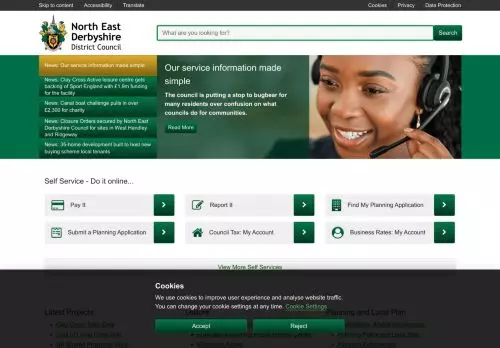 Skip to content Accessibility Translate Cookies Privacy Data Protection
North East
Derbyshire
District Council
What are you looking for?
Search
News: Our service information made simple
News: Clay Cross Active leisure centre gets
backing of Sport England with £1.5m funding
for the facility
News: Canal boat challenge pulls in over
£2,300 for charity
News: Closure Orders secured by North East
Derbyshire Council for sites in West Handley
and Ridgeway
News: 35-home development built to host new
buying scheme local tenants
Our service information made
simple
The council is putting a stop to bugbear for
many residents over confusion on what
councils do for communities.
Read More
Self Service - Do it online...
Pay It
Report It
Find My Planning Application
Submit a Planning Application
Council Tax: My Account
Business Rates: My Account
View More Self Services
Cookies
We use cookies to improve user experience and analyse website traffic.
You can change your cookie settings at any time. Cookie Settings
Accept
Reject
Latest Projects
Planning and Local Plan